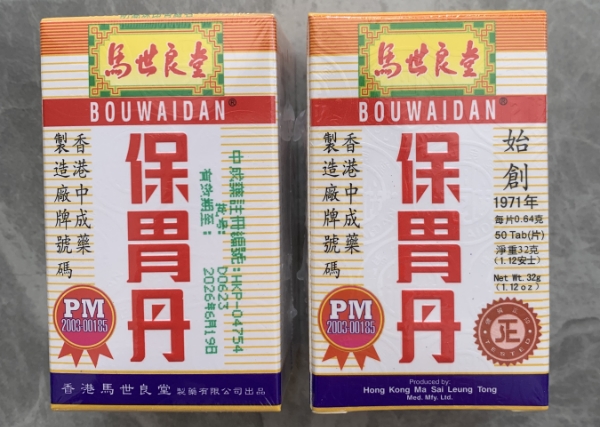 馬世良堂
BOUWAIDAN®
保胃丹
香港中成藥
製造廠牌號碼
中成藥註冊編號:HKP-04754
有效期至:
2026年6月19日
PM
2003-00185
香港馬世良堂 製藥有限公司出品
馬世良堂
BOUWAIDAN®
保胃丹
香港中成藥
製造廠牌號碼
始創
1971年
每片0.64克
50 Tab(片)
淨重32克
(1.12安士)
Net Wt. 32g
(1.12 oz)
PM
2003-00185
正
TESTED
Produced by:
Hong Kong Ma Sai Leung Tong
Med. Mfy. Ltd.